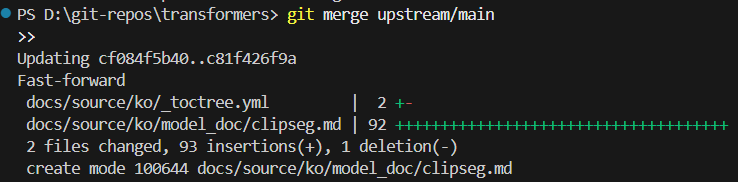 PS D:\git-repos\transformers> git merge upstream/main
>>
Updating cf084f5b40..c81f426f9a
Fast-forward
 docs/source/ko/_toctree.yml         |  2 +-
 docs/source/ko/model_doc/clipseg.md | 92 ++++++++++++++++++++++++++++++++++++
 2 files changed, 93 insertions(+), 1 deletion(-)
 create mode 100644 docs/source/ko/model_doc/clipseg.md